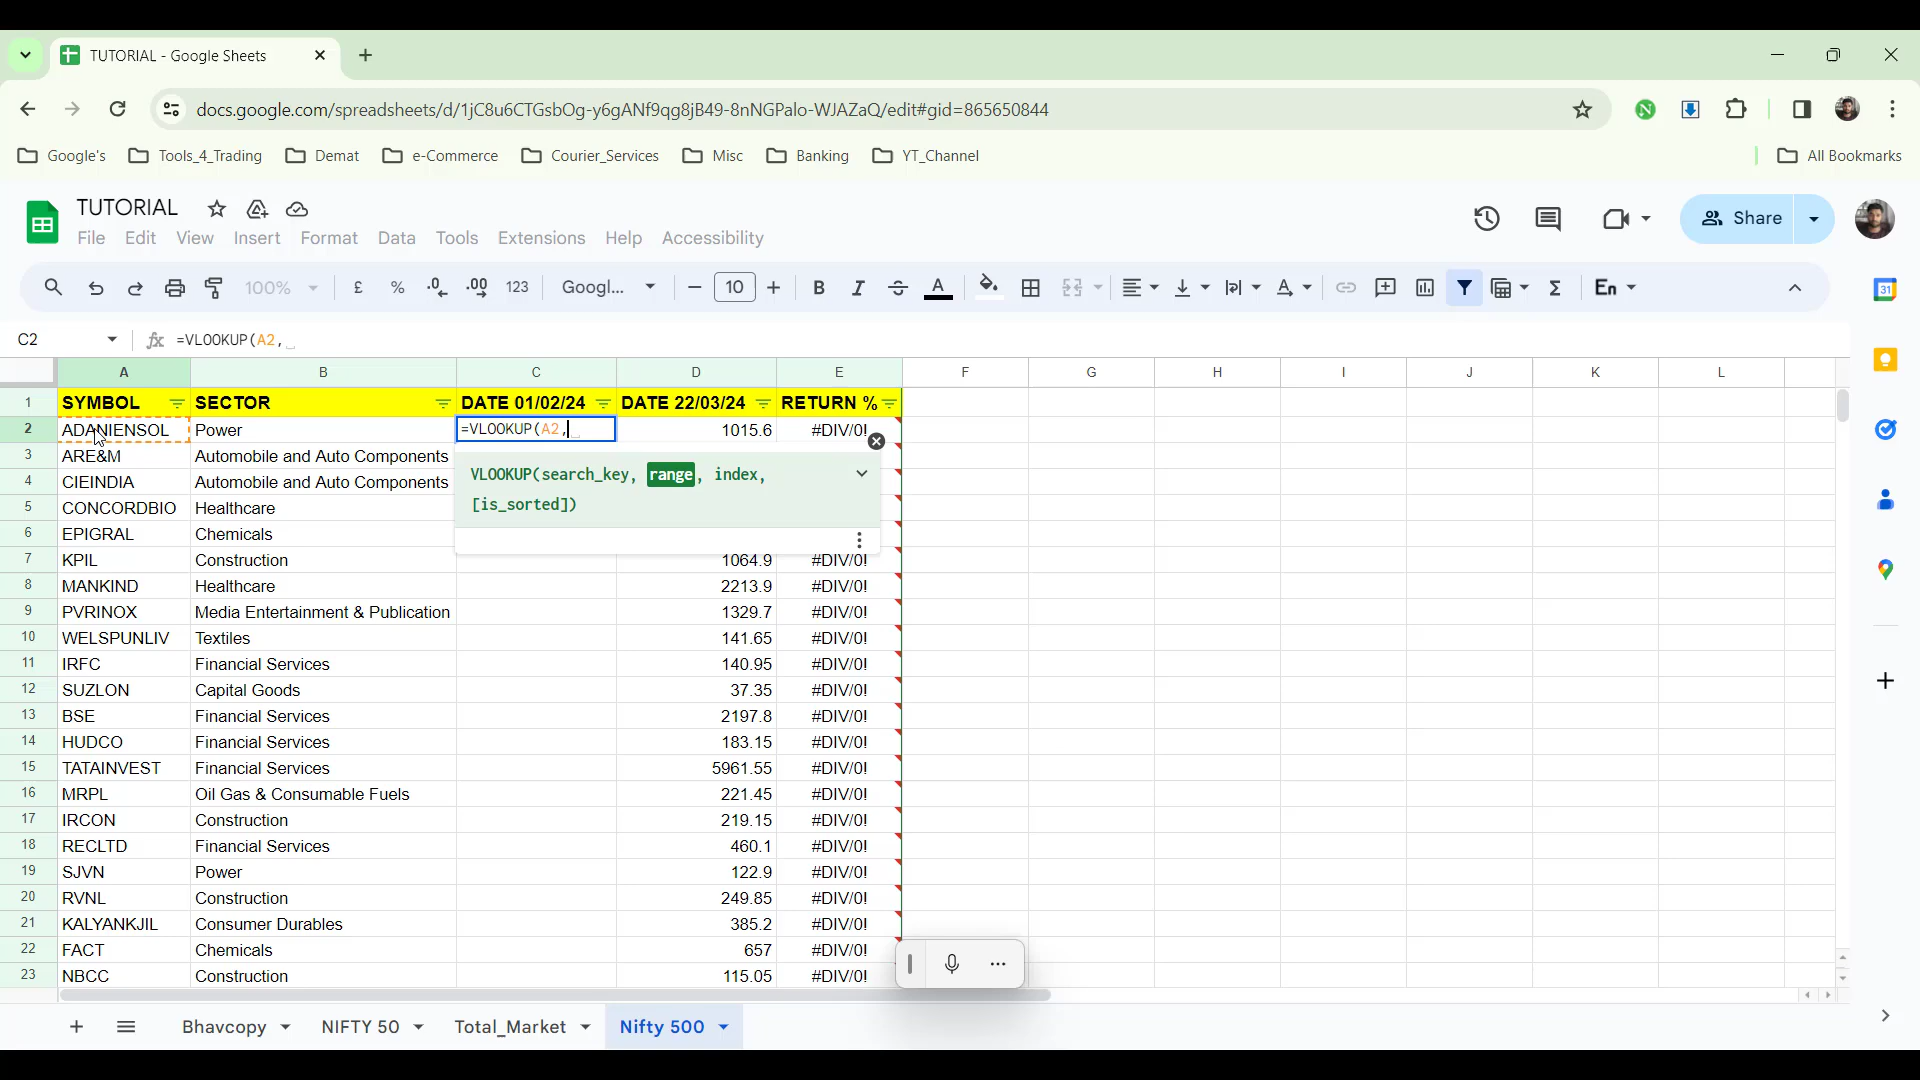 TUTORIAL - Google Sheets
docs.google.com/spreadsheets/d/1jC8u6CTGsbOg-y6gANf9qg8jB49-8nNGPalo-WJAZaQ/edit#gid=865650844
Google's Tools_4_Trading Demat e-Commerce Courier_Services Misc Banking YT_Channel All Bookmarks
TUTORIAL
File Edit View Insert Format Data Tools Extensions Help Accessibility
Share
100% £ % .0 .00 123 Googl... 10 B I A En
31
C2 fx =VLOOKUP(A2,
A B C D E F G H I J K L
1 SYMBOL SECTOR DATE 01/02/24 DATE 22/03/24 RETURN %
2 ADANIENSOL Power =VLOOKUP(A2, 1015.6 #DIV/0!
3 ARE&M Automobile and Auto Components
VLOOKUP(search_key, range, index,
[is_sorted])
4 CIEINDIA Automobile and Auto Components
5 CONCORDBIO Healthcare
6 EPIGRAL Chemicals
7 KPIL Construction 1064.9 #DIV/0!
8 MANKIND Healthcare 2213.9 #DIV/0!
9 PVRINOX Media Entertainment & Publication 1329.7 #DIV/0!
10 WELSPUNLIV Textiles 141.65 #DIV/0!
11 IRFC Financial Services 140.95 #DIV/0!
12 SUZLON Capital Goods 37.35 #DIV/0!
13 BSE Financial Services 2197.8 #DIV/0!
14 HUDCO Financial Services 183.15 #DIV/0!
15 TATAINVEST Financial Services 5961.55 #DIV/0!
16 MRPL Oil Gas & Consumable Fuels 221.45 #DIV/0!
17 IRCON Construction 219.15 #DIV/0!
18 RECLTD Financial Services 460.1 #DIV/0!
19 SJVN Power 122.9 #DIV/0!
20 RVNL Construction 249.85 #DIV/0!
21 KALYANKJIL Consumer Durables 385.2 #DIV/0!
22 FACT Chemicals 657 #DIV/0!
23 NBCC Construction 115.05 #DIV/0!
Bhavcopy NIFTY 50 Total_Market Nifty 500